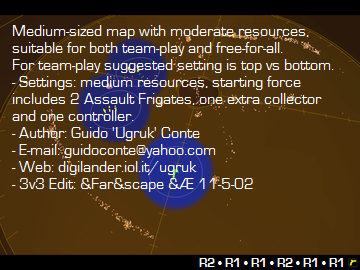 Medium-sized map with moderate resources,
suitable for both team-play and free-for-all.
For team-play suggested setting is top vs bottom.
- Settings: medium resources, starting force
includes 2 Assault Frigates, one extra collector
and one controller.
- Author: Guido 'Ugruk' Conte
- E-mail: guidoconte@yahoo.com
- Web: digilander.iol.it/ugruk
- 3v3 Edit: &Far&scape &Æ 11-5-02
R2 • R1 • R1 • R2 • R1 • R1 r